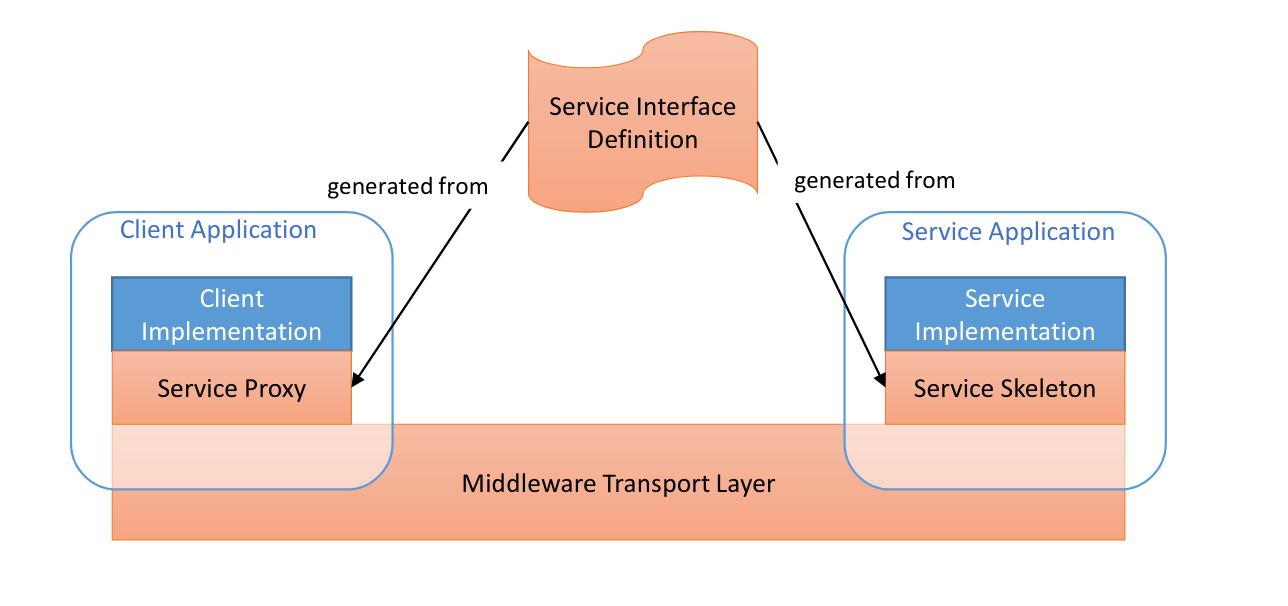 Service Interface
Definition
generated from
generated from
Client Application
Service Application
Client
Implementation
Service
Implementation
Service Proxy
Service Skeleton
Middleware Transport Layer